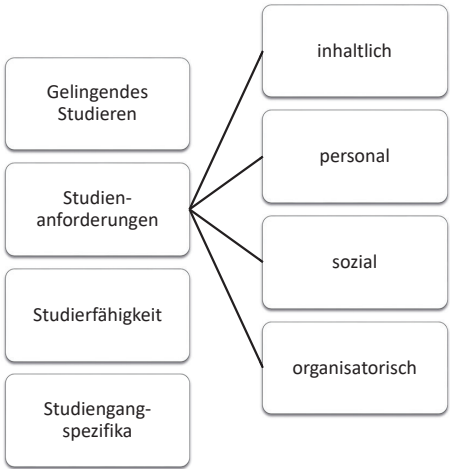 Gelingendes
Studieren
Studien-
anforderungen
Studierfähigkeit
Studiengang-
spezifika
inhaltlich
personal
sozial
organisatorisch